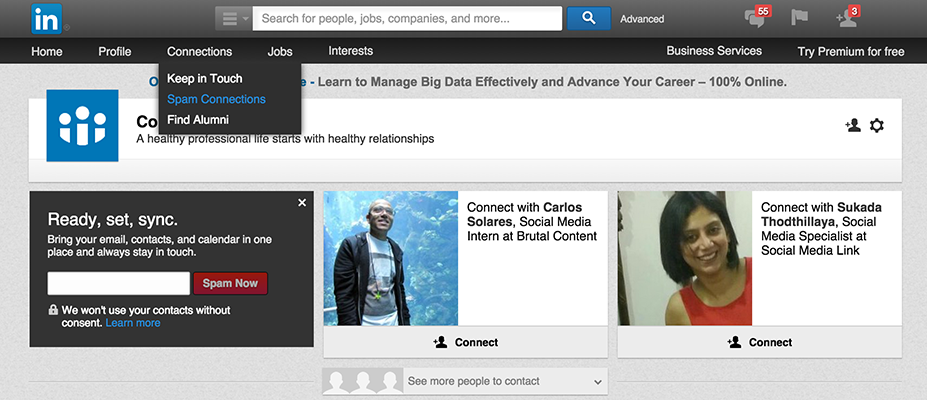 in
Search for people, jobs, companies, and more...
Advanced
55
3
Home Profile Connections Jobs Interests Business Services Try Premium for free
Keep in Touch
Spam Connections
Find Alumni
O
e - Learn to Manage Big Data Effectively and Advance Your Career – 100% Online.
Co
A healthy professional life starts with healthy relationships
Ready, set, sync.
Bring your email, contacts, and calendar in one
place and always stay in touch.
Spam Now
We won't use your contacts without
consent. Learn more
Connect with Carlos
Solares, Social Media
Intern at Brutal Content
Connect
Connect with Sukada
Thodthillaya, Social
Media Specialist at
Social Media Link
Connect
See more people to contact